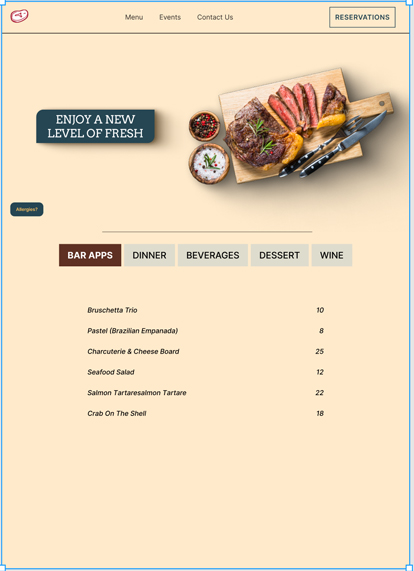 Menu Events Contact Us RESERVATIONS
ENJOY A NEW
LEVEL OF FRESH
Allergies?
BAR APPS DINNER BEVERAGES DESSERT WINE
Bruschetta Trio 10
Pastel (Brazilian Empanada) 8
Charcuterie & Cheese Board 25
Seafood Salad 12
Salmon Tartaresalmon Tartare 22
Crab On The Shell 18